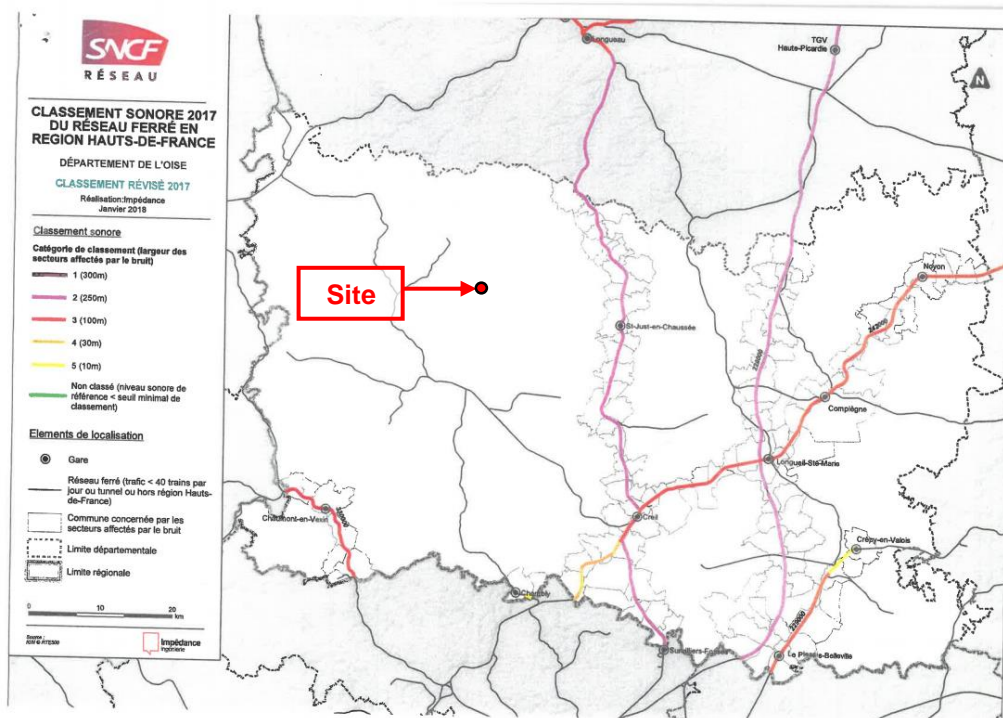 SNCF
RÉSEAU
CLASSEMENT SONORE 2017
DU RÉSEAU FERRÉ EN
REGION HAUTS-DE-FRANCE
DÉPARTEMENT DE L'OISE
CLASSEMENT RÉVISÉ 2017
Réalisation:Impédance
Janvier 2018
Classement sonore
Catégorie de classement (largeur des
secteurs affectés par le bruit)
1 (300m)
2 (250m)
3 (100m)
4 (30m)
5 (10m)
Non classé (niveau sonore de
référence < seuil minimal de
classement)
Elements de localisation
Gare
Réseau ferré (trafic < 40 trains par
jour ou tunnel ou hors région Hauts-
de-France)
Commune concernée par les
secteurs affectés par le bruit
Limite départementale
Limite régionale
0 10 20
km
Source :
Impédance
ingénierie
Longueau
TGV
Haute-Picardie
N
Site
Noyon
St-Just-en-Chaussée
242000
226000
Compiègne
Longueil-Ste-Marie
Chaumont-en-Vexin
Creil
Crépy-en-Valois
Chambly
229000
Survilliers-Fosses
Le Plessis-Belleville